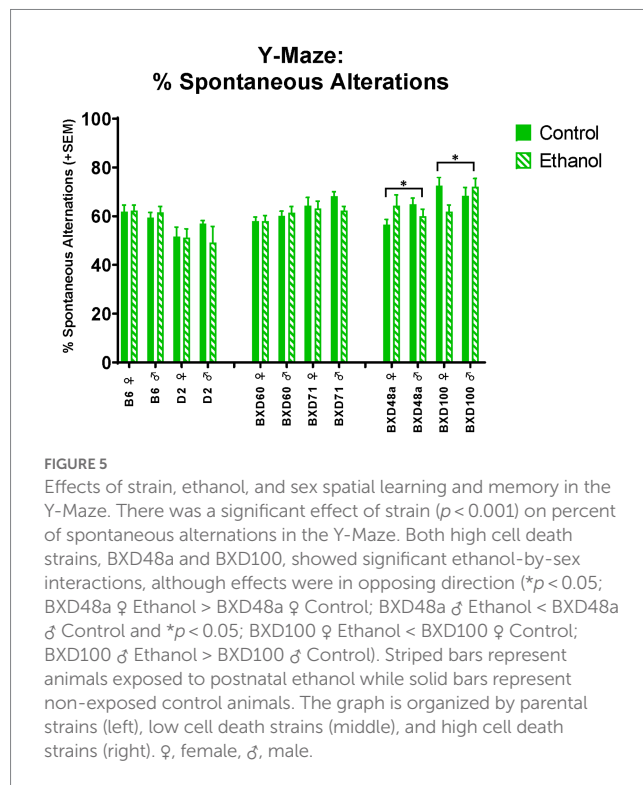 Y-Maze:
% Spontaneous Alterations
% Spontaneous Alternations (+SEM)
100
80
60
40
20
0
Control
Ethanol
*
*
B6 ♀
B6 ♂
D2 ♀
D2 ♂
BXD60 ♀
BXD60 ♂
BXD71 ♀
BXD71 ♂
BXD48a ♀
BXD48a ♂
BXD100 ♀
BXD100 ♂
FIGURE 5
Effects of strain, ethanol, and sex spatial learning and memory in the
Y-Maze. There was a significant effect of strain (p < 0.001) on percent
of spontaneous alternations in the Y-Maze. Both high cell death
strains, BXD48a and BXD100, showed significant ethanol-by-sex
interactions, although effects were in opposing direction (*p < 0.05;
BXD48a ♀ Ethanol > BXD48a ♀ Control; BXD48a ♂ Ethanol < BXD48a
♂ Control and *p < 0.05; BXD100 ♀ Ethanol < BXD100 ♀ Control;
BXD100 ♂ Ethanol > BXD100 ♂ Control). Striped bars represent
animals exposed to postnatal ethanol while solid bars represent
non-exposed control animals. The graph is organized by parental
strains (left), low cell death strains (middle), and high cell death
strains (right). ♀, female, ♂, male.